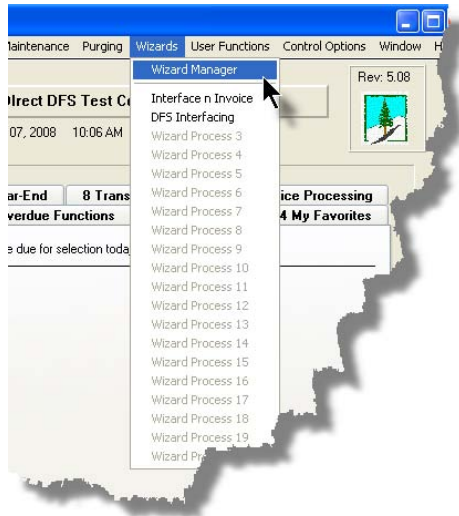 Maintenance Purging Wizards User Functions Control Options Window H
Wizard Manager
Rev: 5.08
DIrect DFS Test
07, 2008 10:06 AM
Interface n Invoice
DFS Interfacing
Wizard Process 3
Wizard Process 4
Wizard Process 5
ar-End 8 Trans Wizard Process 6 ice Processing
verdue Functions Wizard Process 7 4 My Favorites
Wizard Process 8
e due for selection toda Wizard Process 9
Wizard Process 10
Wizard Process 11
Wizard Process 12
Wizard Process 13
Wizard Process 14
Wizard Process 15
Wizard Process 16
Wizard Process 17
Wizard Process 18
Wizard Process 19
Wizard Pr